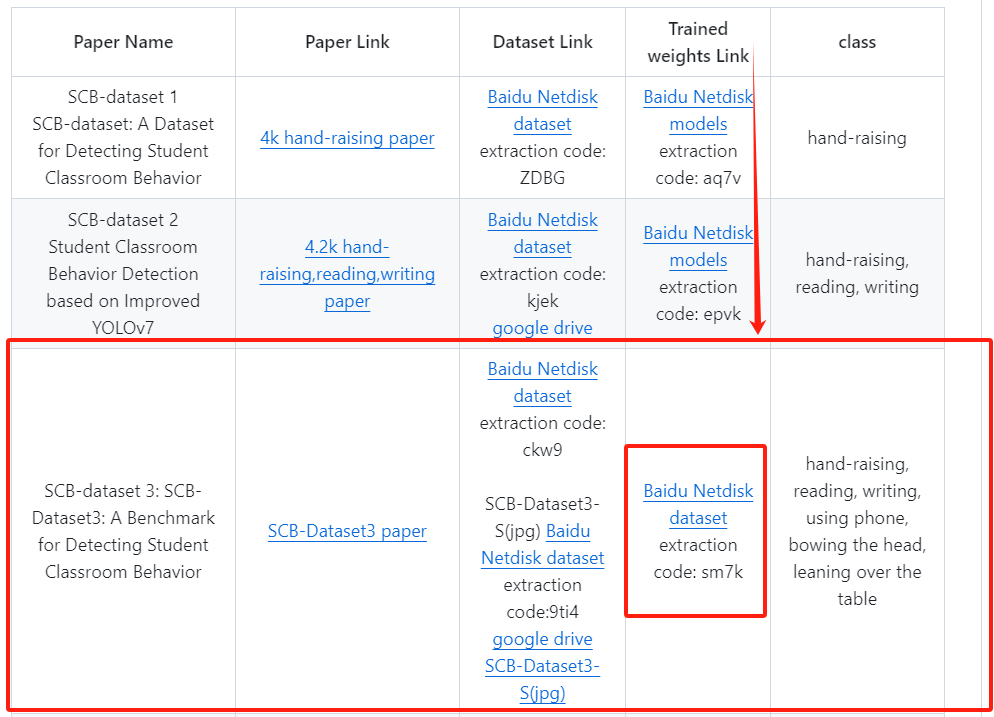 Paper Name
Paper Link
Dataset Link
Trained
weights Link
class
SCB-dataset 1
SCB-dataset: A Dataset
for Detecting Student
Classroom Behavior
4k hand-raising paper
Baidu Netdisk
dataset
extraction code:
ZDBG
Baidu Netdisk
models
extraction
code: aq7v
hand-raising
SCB-dataset 2
Student Classroom
Behavior Detection
based on Improved
YOLOv7
4.2k hand-
raising,reading,writing
paper
Baidu Netdisk
dataset
extraction code:
kjek
google drive
Baidu Netdisk
models
extraction
code: epvk
hand-raising,
reading, writing
SCB-dataset 3: SCB-
Dataset3: A Benchmark
for Detecting Student
Classroom Behavior
SCB-Dataset3 paper
Baidu Netdisk
dataset
extraction code:
ckw9
SCB-Dataset3-
S(jpg) Baidu
Netdisk dataset
extraction
code:9ti4
google drive
SCB-Dataset3-
S(jpg)
Baidu Netdisk
dataset
extraction
code: sm7k
hand-raising,
reading, writing,
using phone,
bowing the head,
leaning over the
table